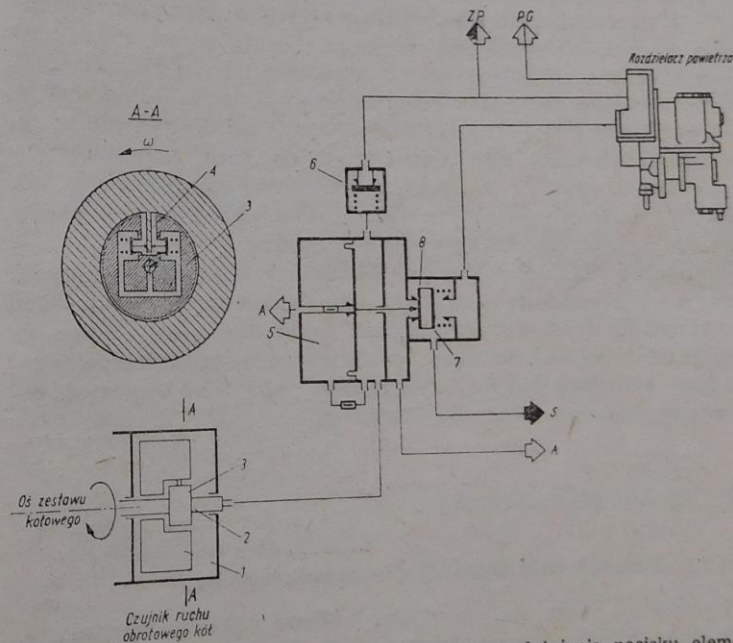 ZP
PG
Rozdzielacz powietrza
A-A
ω
4
3
6
8
A
5
7
S
A
A
3
Oś zestawu
kołowego
2
1
A
Czujnik ruchu
obrotowego kół